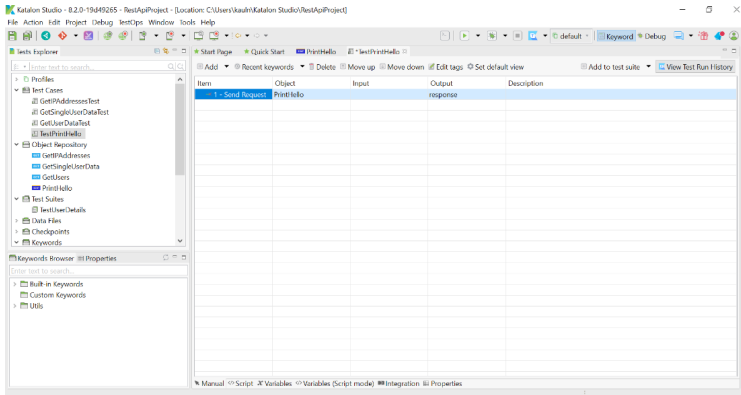 Katalon Studio - 8.2.0-19d49265 - RestApiProject - [Location: C:\Users\kauln\Katalon Studio\RestApiProject]
File Action Edit Project Debug TestOps Window Tools Help
default Keyword Debug
Tests Explorer
Enter text to search...
Profiles
Test Cases
GetIPAddressesTest
GetSingleUserDataTest
GetUserDataTest
TestPrintHello
Object Repository
GetIPAddresses
GetSingleUserData
GetUsers
PrintHello
Test Suites
TestUserDetails
Data Files
Checkpoints
Keywords
Keywords Browser Properties
Enter text to search...
Built-in Keywords
Custom Keywords
Utils
Start Page Quick Start PrintHello *TestPrintHello
Add Recent keywords Delete Move up Move down Edit tags Set default view Add to test suite View Test Run History
Item Object Input Output Description
1 - Send Request PrintHello response
Manual Script Variables Variables (Script mode) Integration Properties